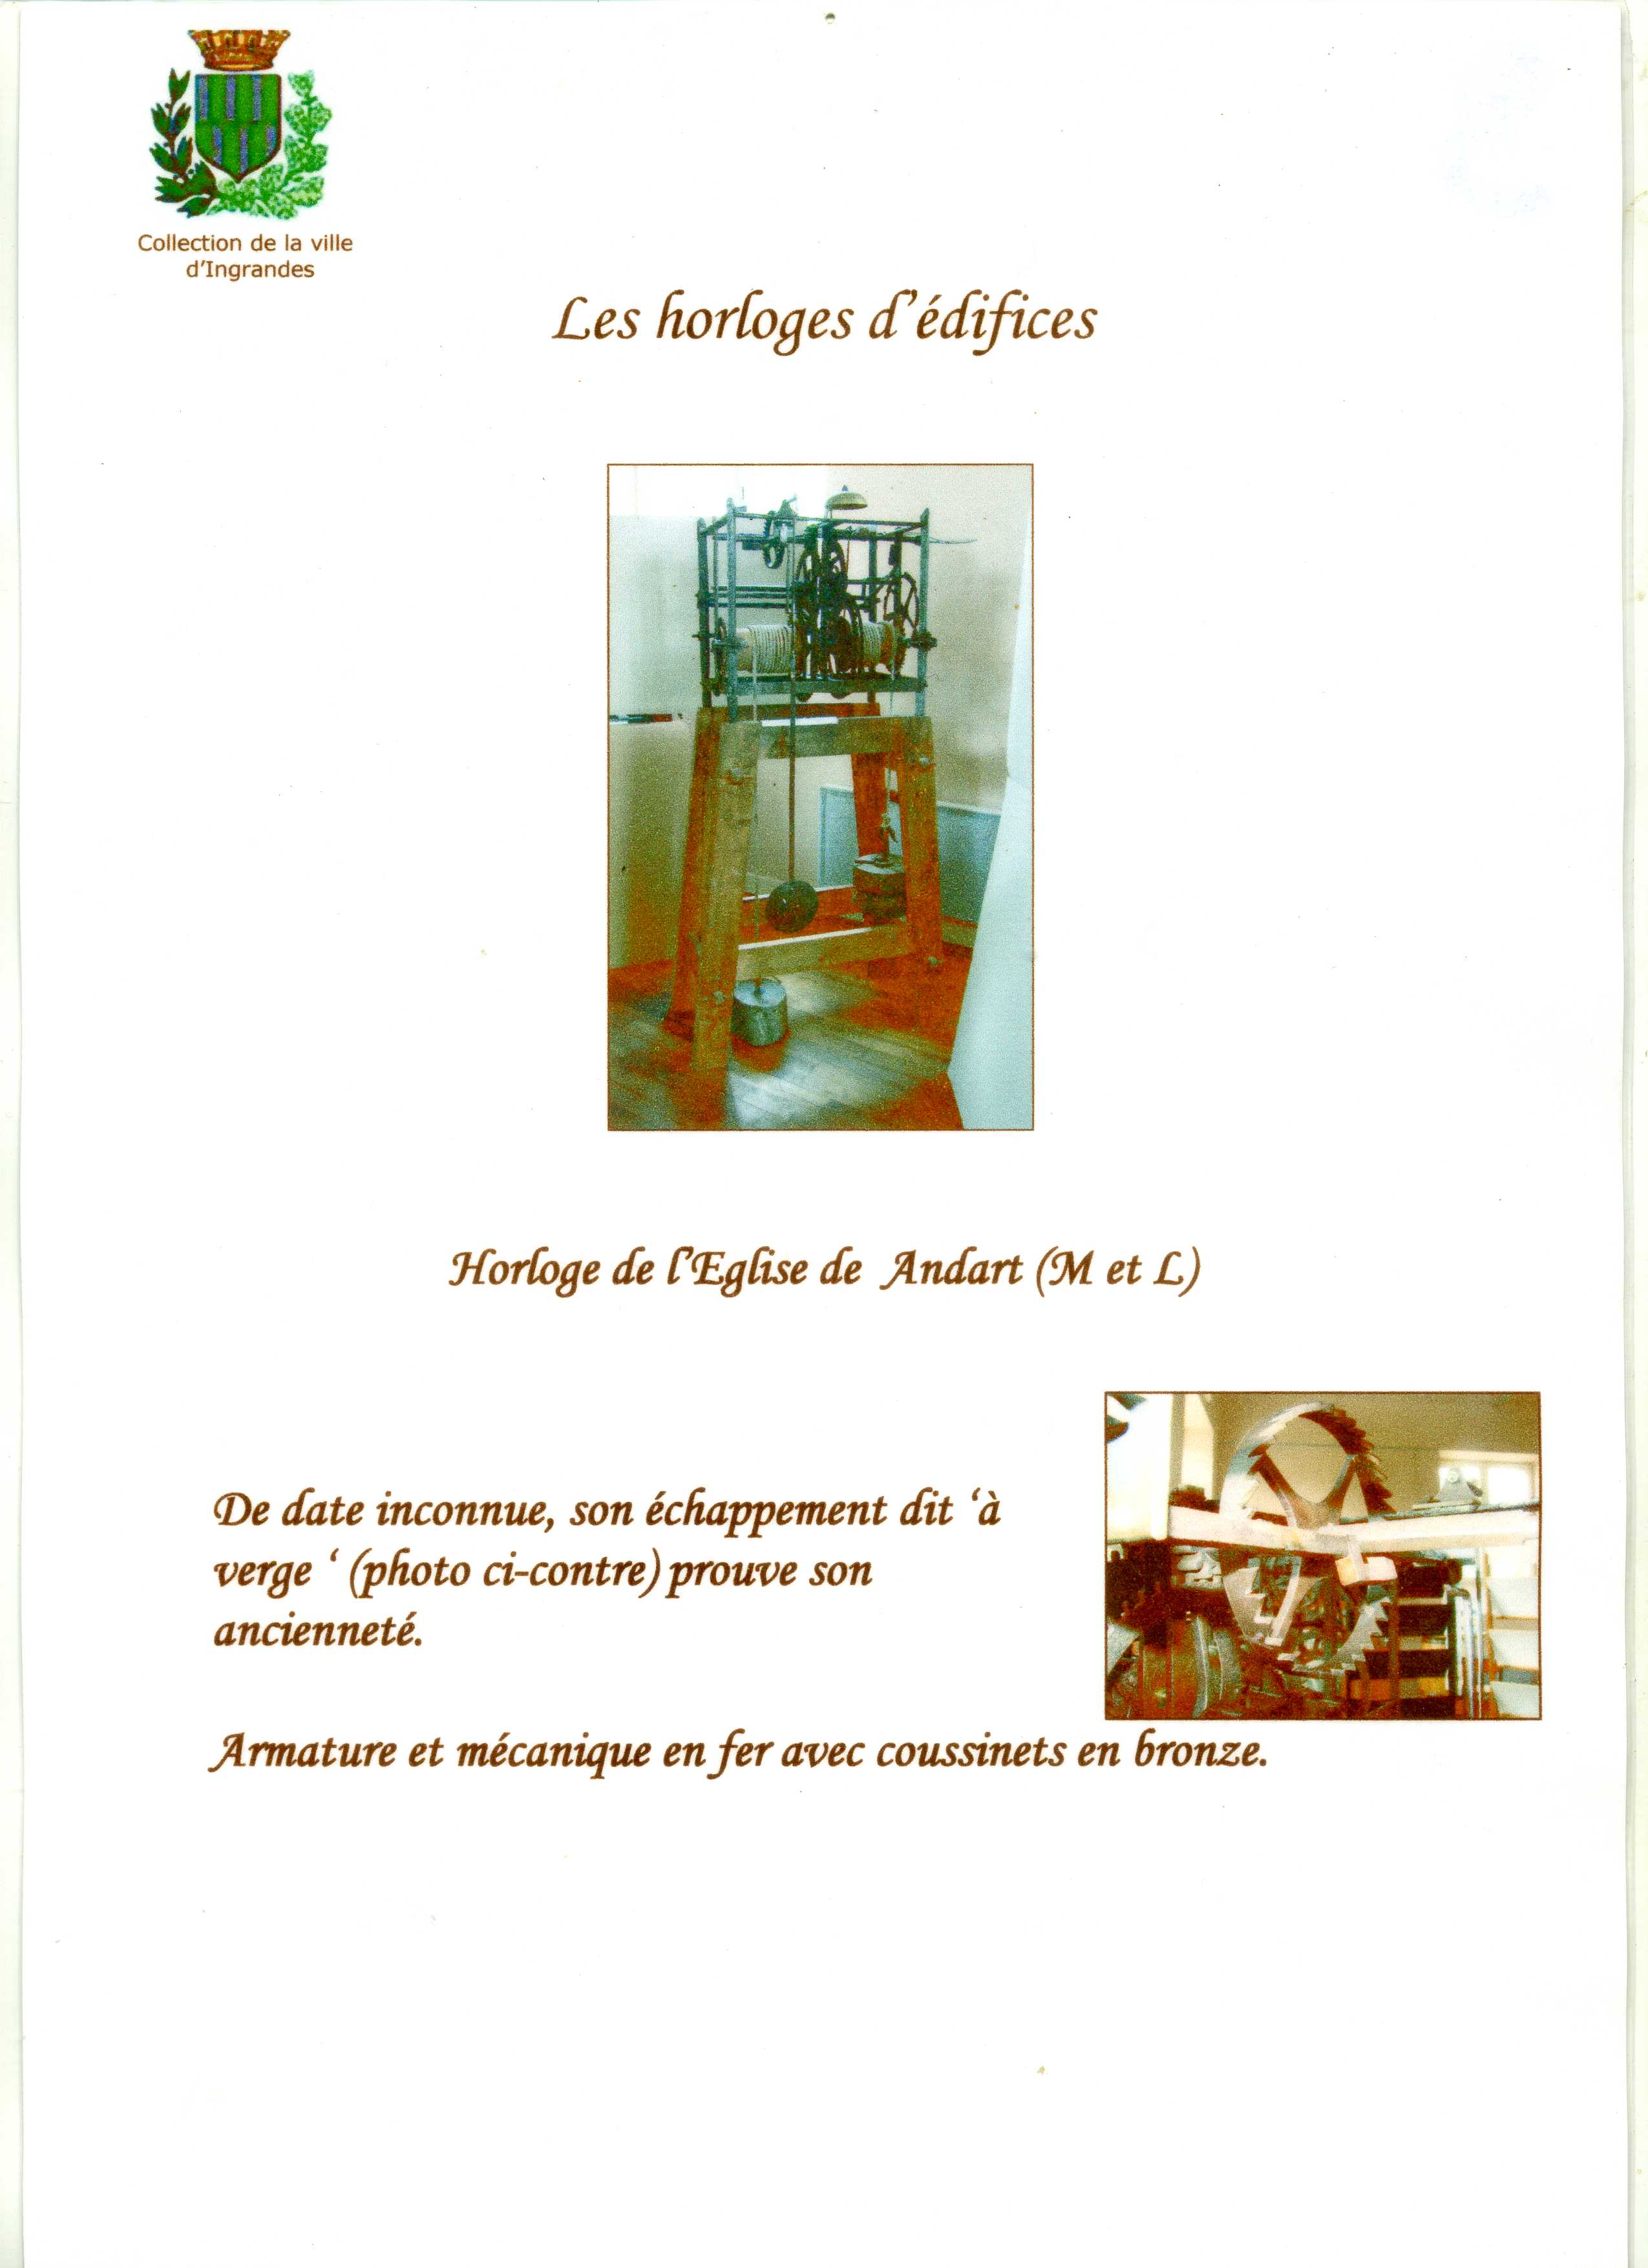 Collection de la ville
d'Ingrandes
Les horloges d'édifices
Horloge de l'Eglise de Andart (M et L)
De date inconnue, son échappement dit ‘à
verge ‘ (photo ci-contre) prouve son
ancienneté.
Armature et mécanique en fer avec coussinets en bronze.